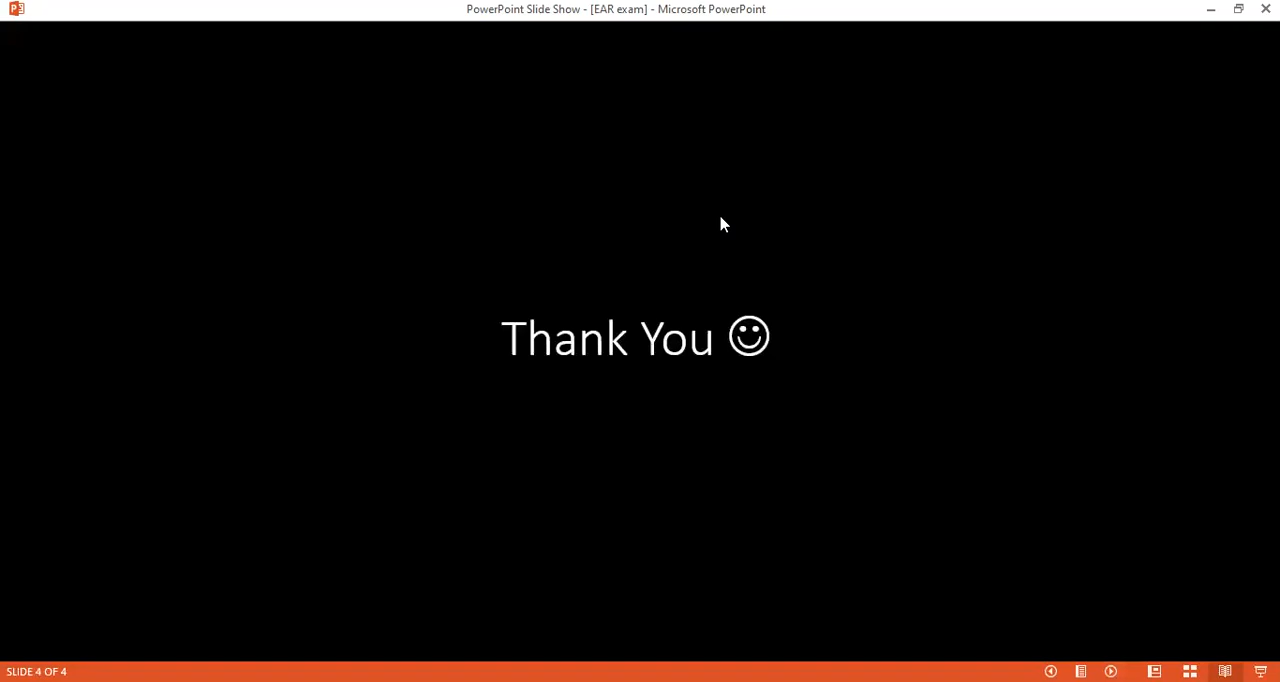 PowerPoint Slide Show - [EAR exam] - Microsoft PowerPoint
Thank You ☺
SLIDE 4 OF 4